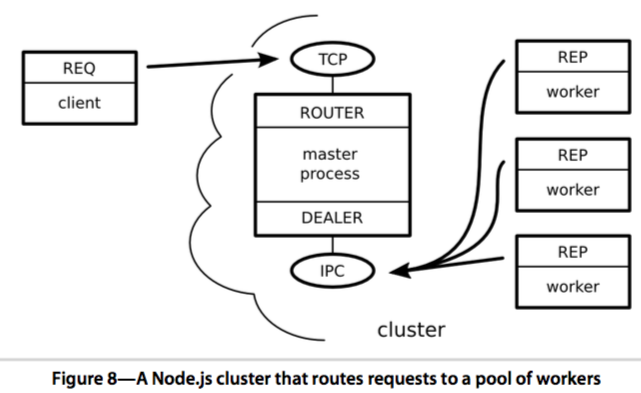 REQ
client
TCP
ROUTER
master
process
DEALER
IPC
REP
worker
REP
worker
REP
worker
cluster
Figure 8—A Node.js cluster that routes requests to a pool of workers